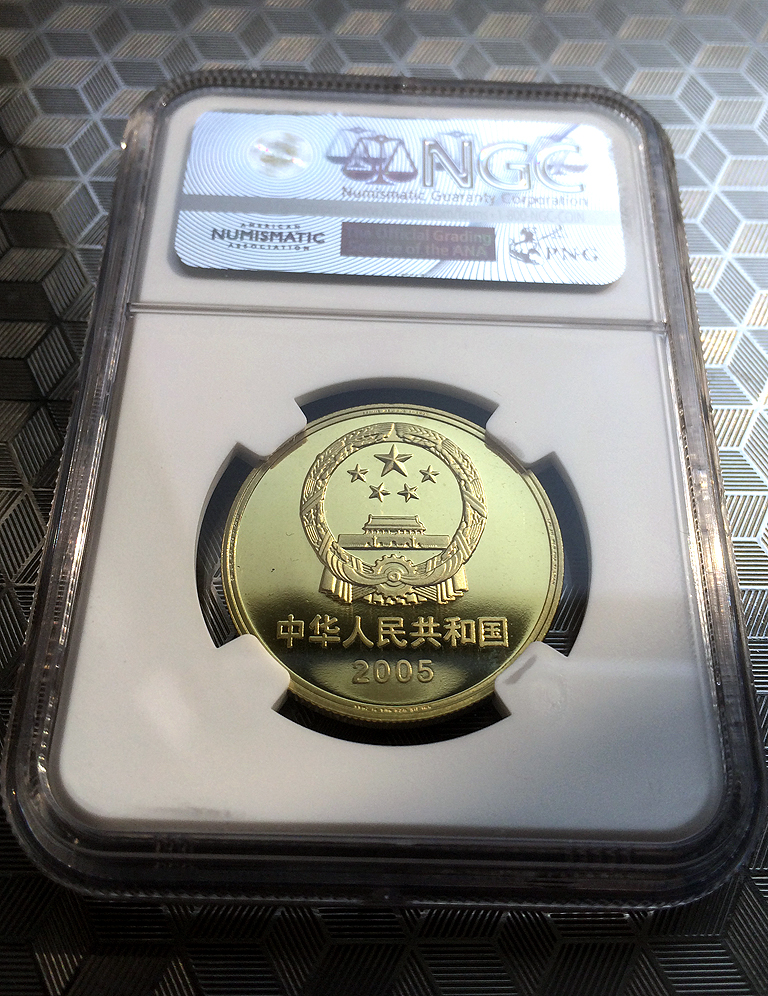 NGC
Numismatic Guaranty Corporation
AMERICAN
NUMISMATIC
ASSOCIATION
The Official Grading
Service of the ANA
PNG
中华人民共和国
2005